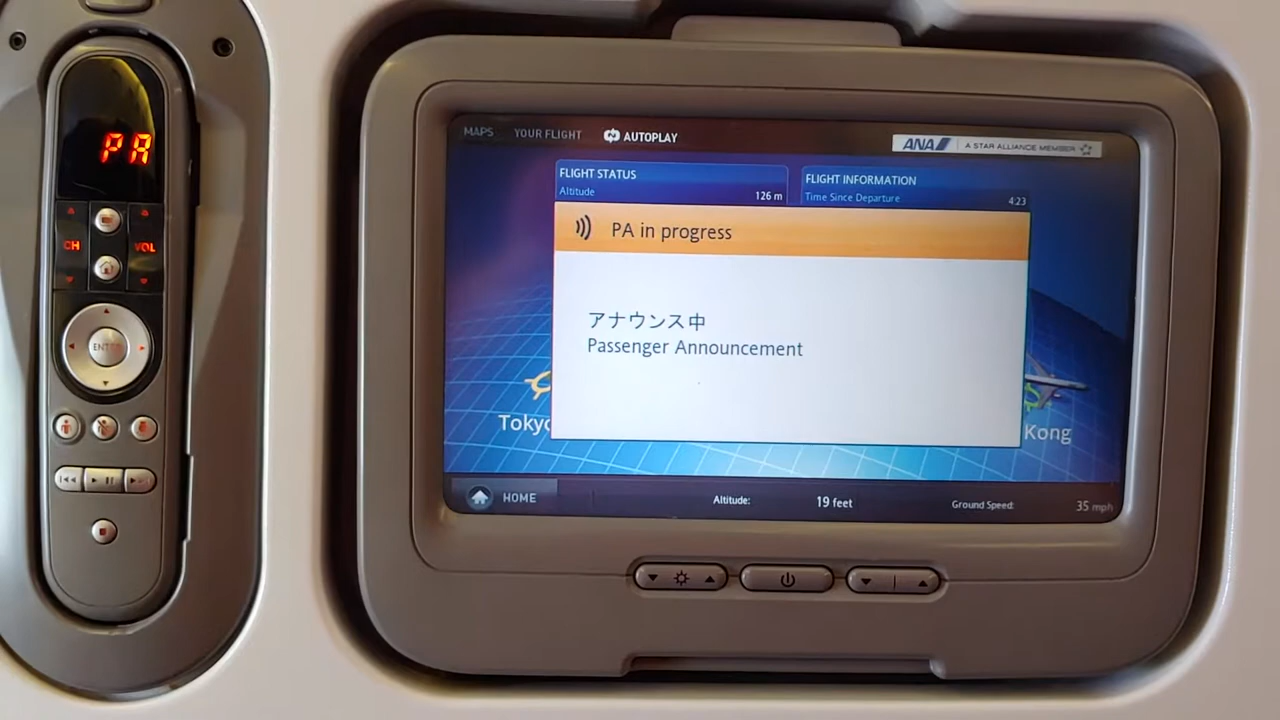 PA
CH
VOL
ENTER
MAPS YOUR FLIGHT AUTOPLAY
ANA A STAR ALLIANCE MEMBER
FLIGHT STATUS
Altitude 126 m
FLIGHT INFORMATION
Time Since Departure 4:23
PA in progress
アナウンス中
Passenger Announcement
Tokyo
Kong
HOME Altitude: 19 feet Ground Speed: 35 mph